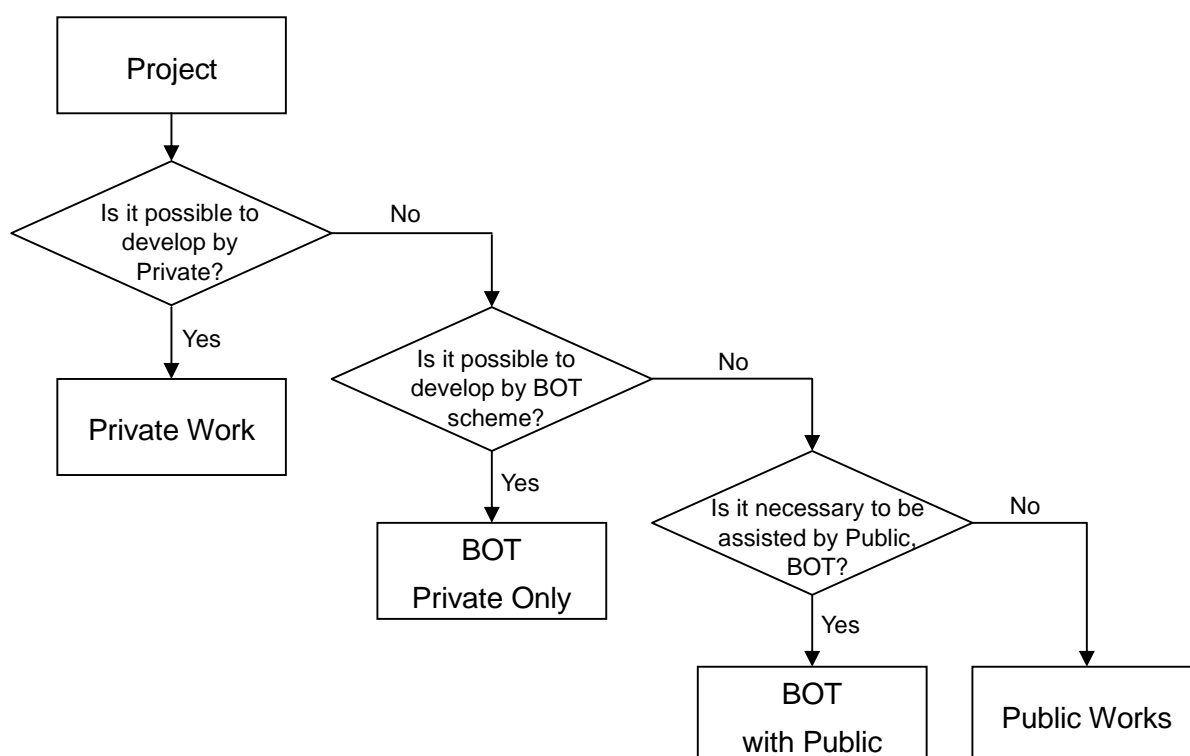 Project
Is it possible to
develop by
Private?
No
Yes
Private Work
Is it possible to
develop by BOT
scheme?
No
Yes
BOT
Private Only
Is it necessary to be
assisted by Public,
BOT?
No
Yes
BOT
with Public
Public Works